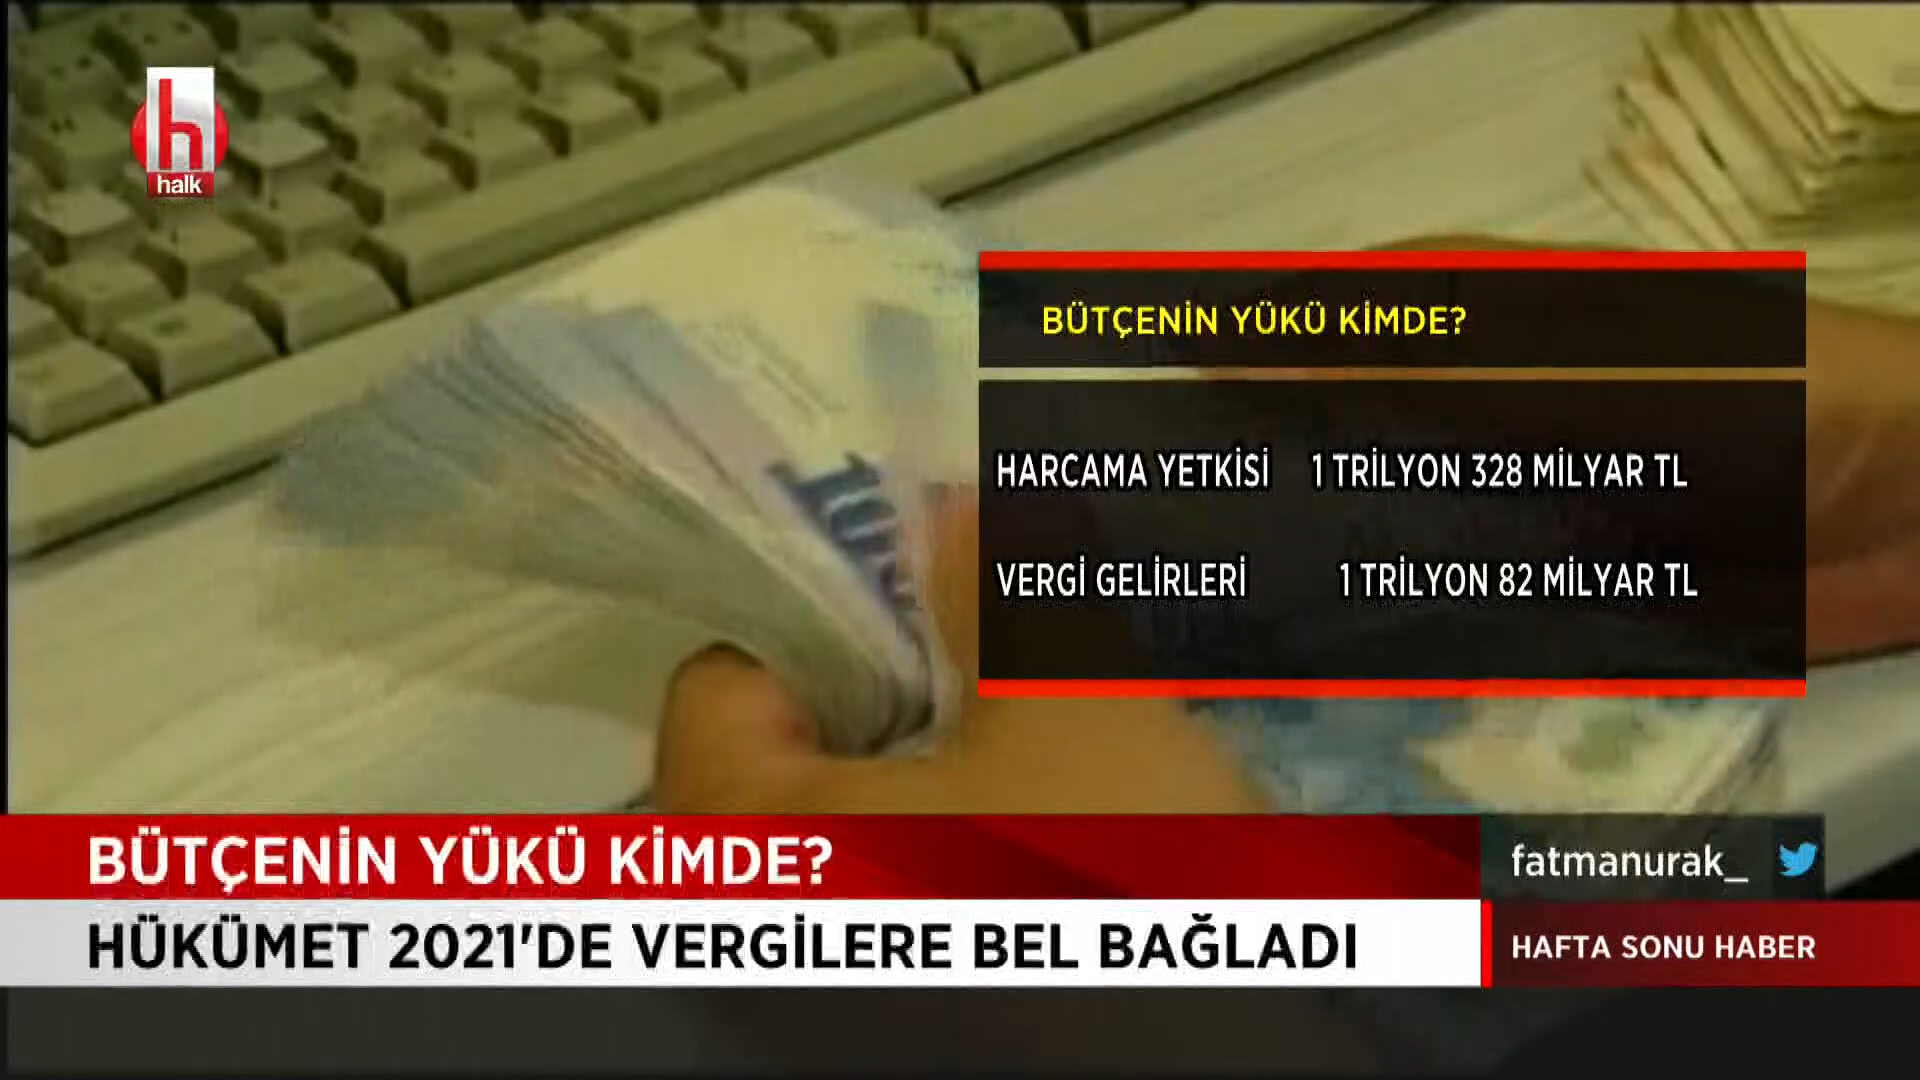 h
halk
BÜTÇENİN YÜKÜ KİMDE?
HARCAMA YETKİSİ 1 TRİLYON 328 MİLYAR TL
VERGİ GELİRLERİ 1 TRİLYON 82 MİLYAR TL
100
BÜTÇENİN YÜKÜ KİMDE?
fatmanurak_
HÜKÜMET 2021'DE VERGİLERE BEL BAĞLADI
HAFTA SONU HABER